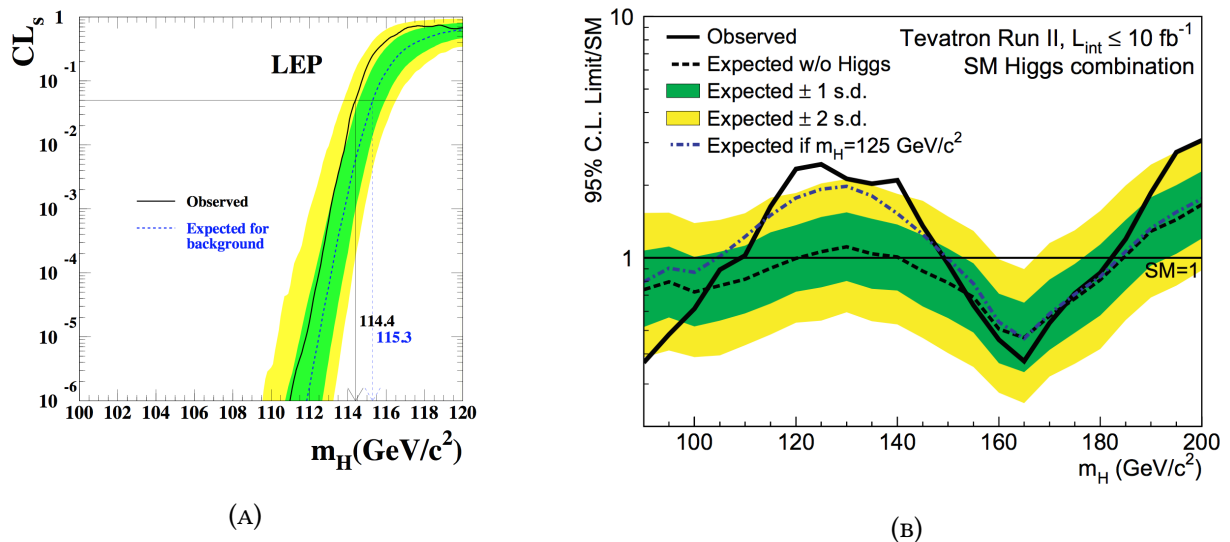 CLs
1
10 -1
10 -2
10 -3
10 -4
10 -5
10 -6
LEP
Observed
Expected for
background
114.4
115.3
100 102 104 106 108 110 112 114 116 118 120
mH(GeV/c2)
(A)
95% C.L. Limit/SM
10
1
Observed
Expected w/o Higgs
Expected ± 1 s.d.
Expected ± 2 s.d.
Expected if mH=125 GeV/c2
Tevatron Run II, Lint ≤ 10 fb-1
SM Higgs combination
SM=1
100 120 140 160 180 200
mH (GeV/c2)
(B)